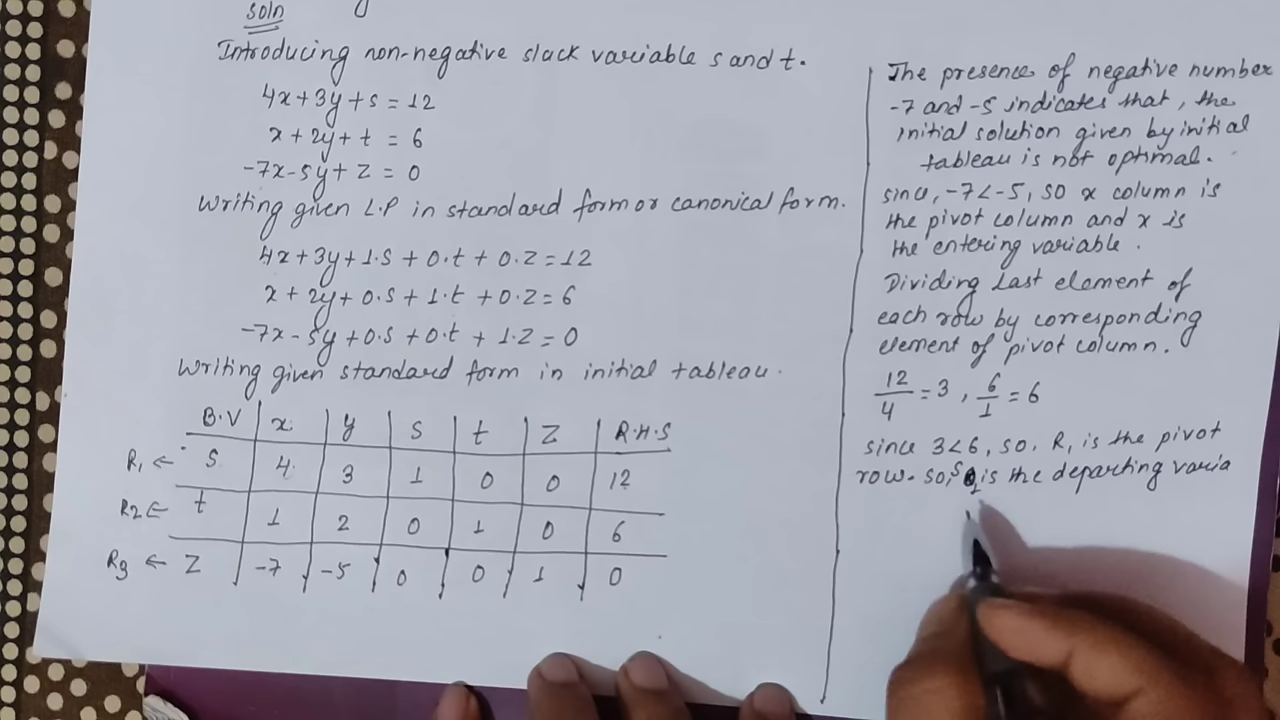 soln
Introducing non-negative slack variable s and t.
4x+3y+s = 12
x + 2y + t = 6
-7x-5y+z = 0
Writing given L.P in standard form or canonical form.
4x+3y+1.s + 0.t + 0.z = 12
x + 2y + 0.s + 1.t + 0.z = 6
-7x-5y+0.s + 0.t + 1.z = 0
Writing given standard form in initial tableau.
B.V x y s t z R.H.S
R1 ← s 4 3 1 0 0 12
R2 ← t 1 2 0 1 0 6
R3 ← z -7 -5 0 0 1 0
The presence of negative number
-7 and -5 indicates that, the
initial solution given by initial
tableau is not optimal.
since, -7<-5, so x column is
the pivot column and x is
the entering variable.
Dividing last element of
each row by corresponding
element of pivot column.
12/4 = 3, 6/1 = 6
since 3<6, so. R1 is the pivot
row. so, s is the departing varia